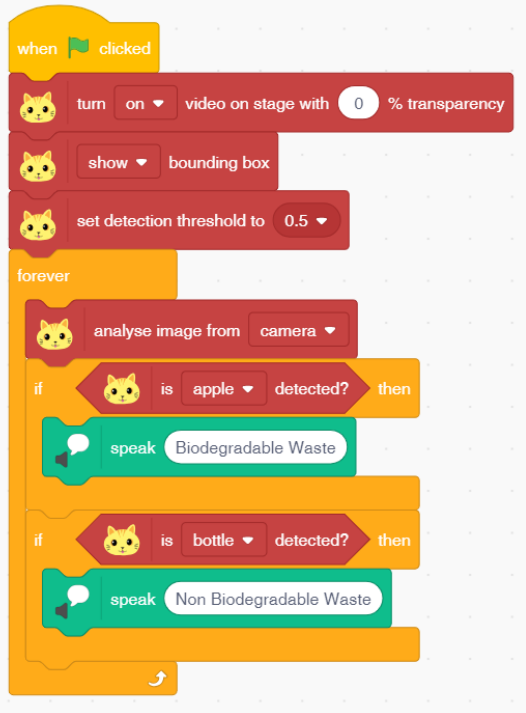 when clicked
turn on video on stage with 0 % transparency
show bounding box
set detection threshold to 0.5
forever
analyse image from camera
if is apple detected? then
speak Biodegradable Waste
if is bottle detected? then
speak Non Biodegradable Waste